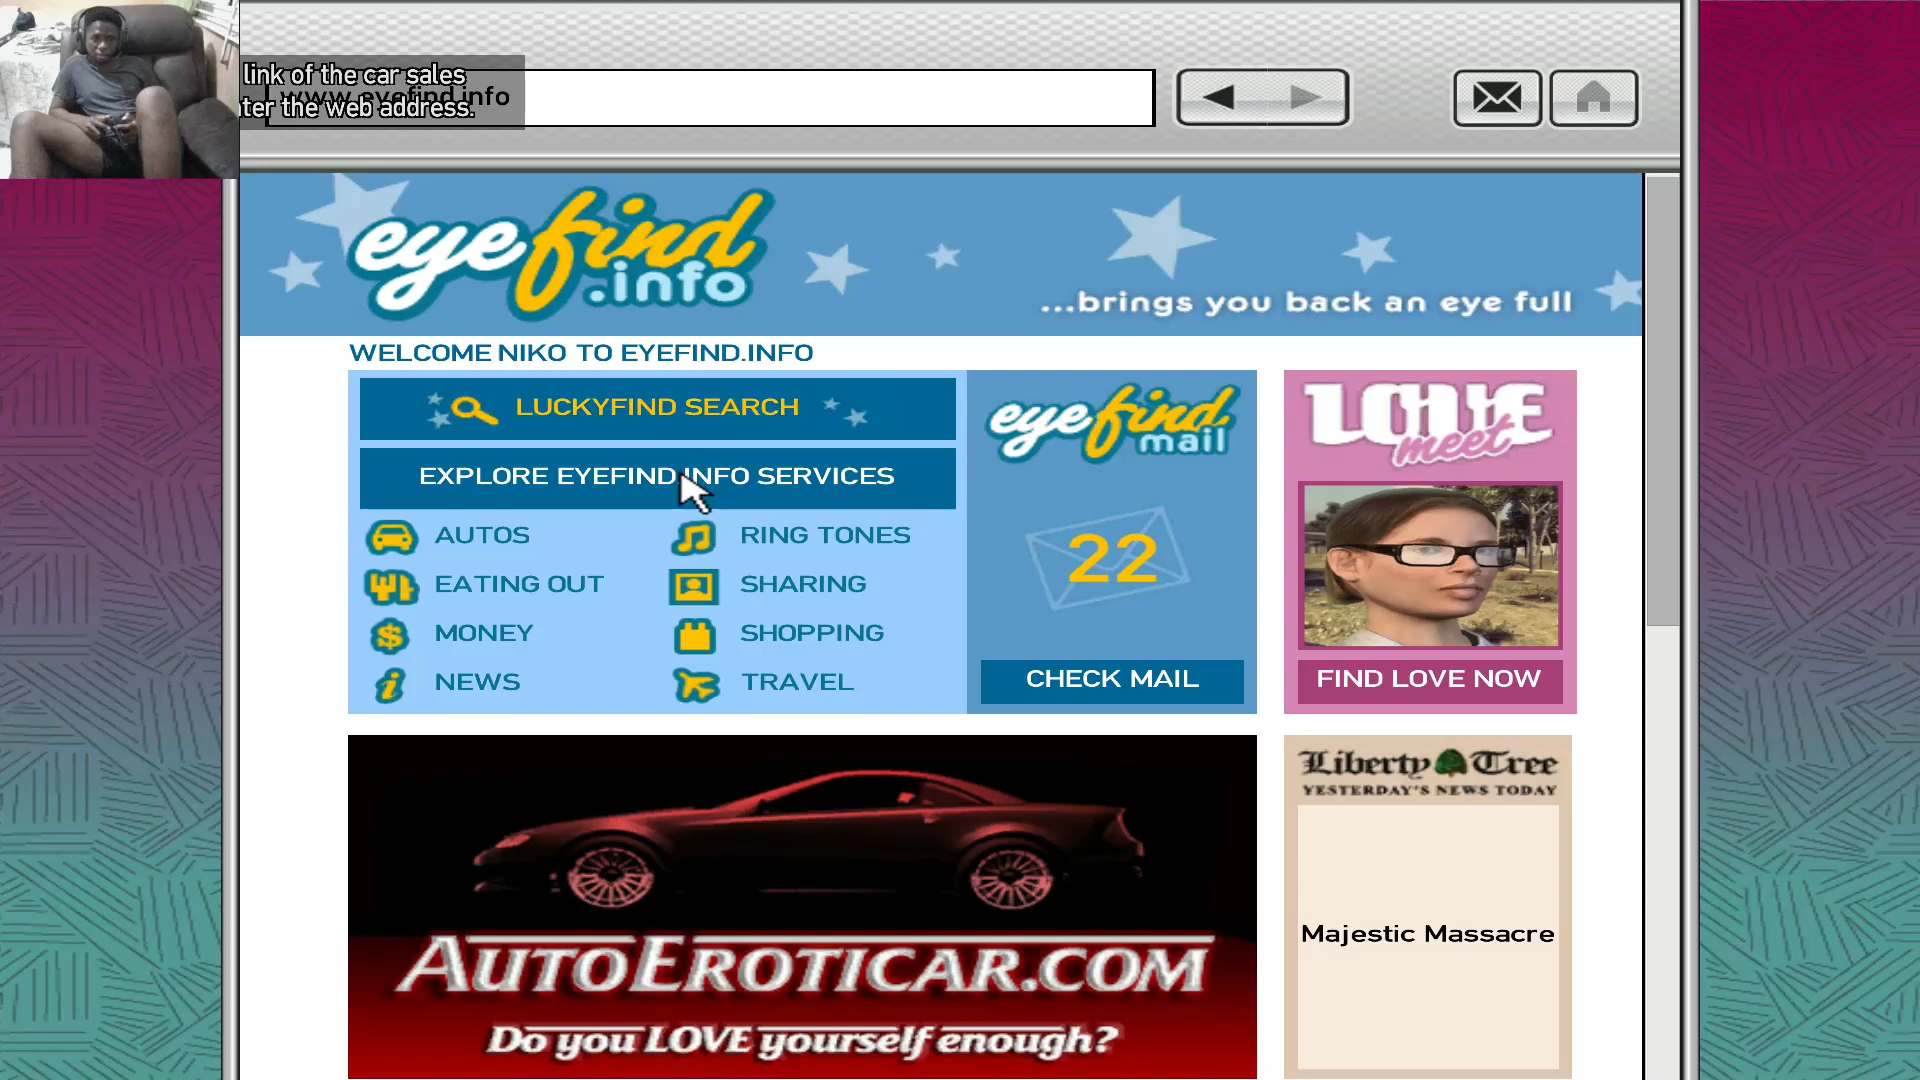 link of the car sales
ter the web address.
www.eyefind.info
eyefind
.info
...brings you back an eye full
WELCOME NIKO TO EYEFIND.INFO
LUCKYFIND SEARCH
EXPLORE EYEFIND.INFO SERVICES
AUTOS
RING TONES
EATING OUT
SHARING
MONEY
SHOPPING
NEWS
TRAVEL
eyefind
mail
22
CHECK MAIL
LOVE
meet
FIND LOVE NOW
AUTOEROTICAR.COM
Do you LOVE yourself enough?
Liberty Tree
YESTERDAY'S NEWS TODAY
Majestic Massacre